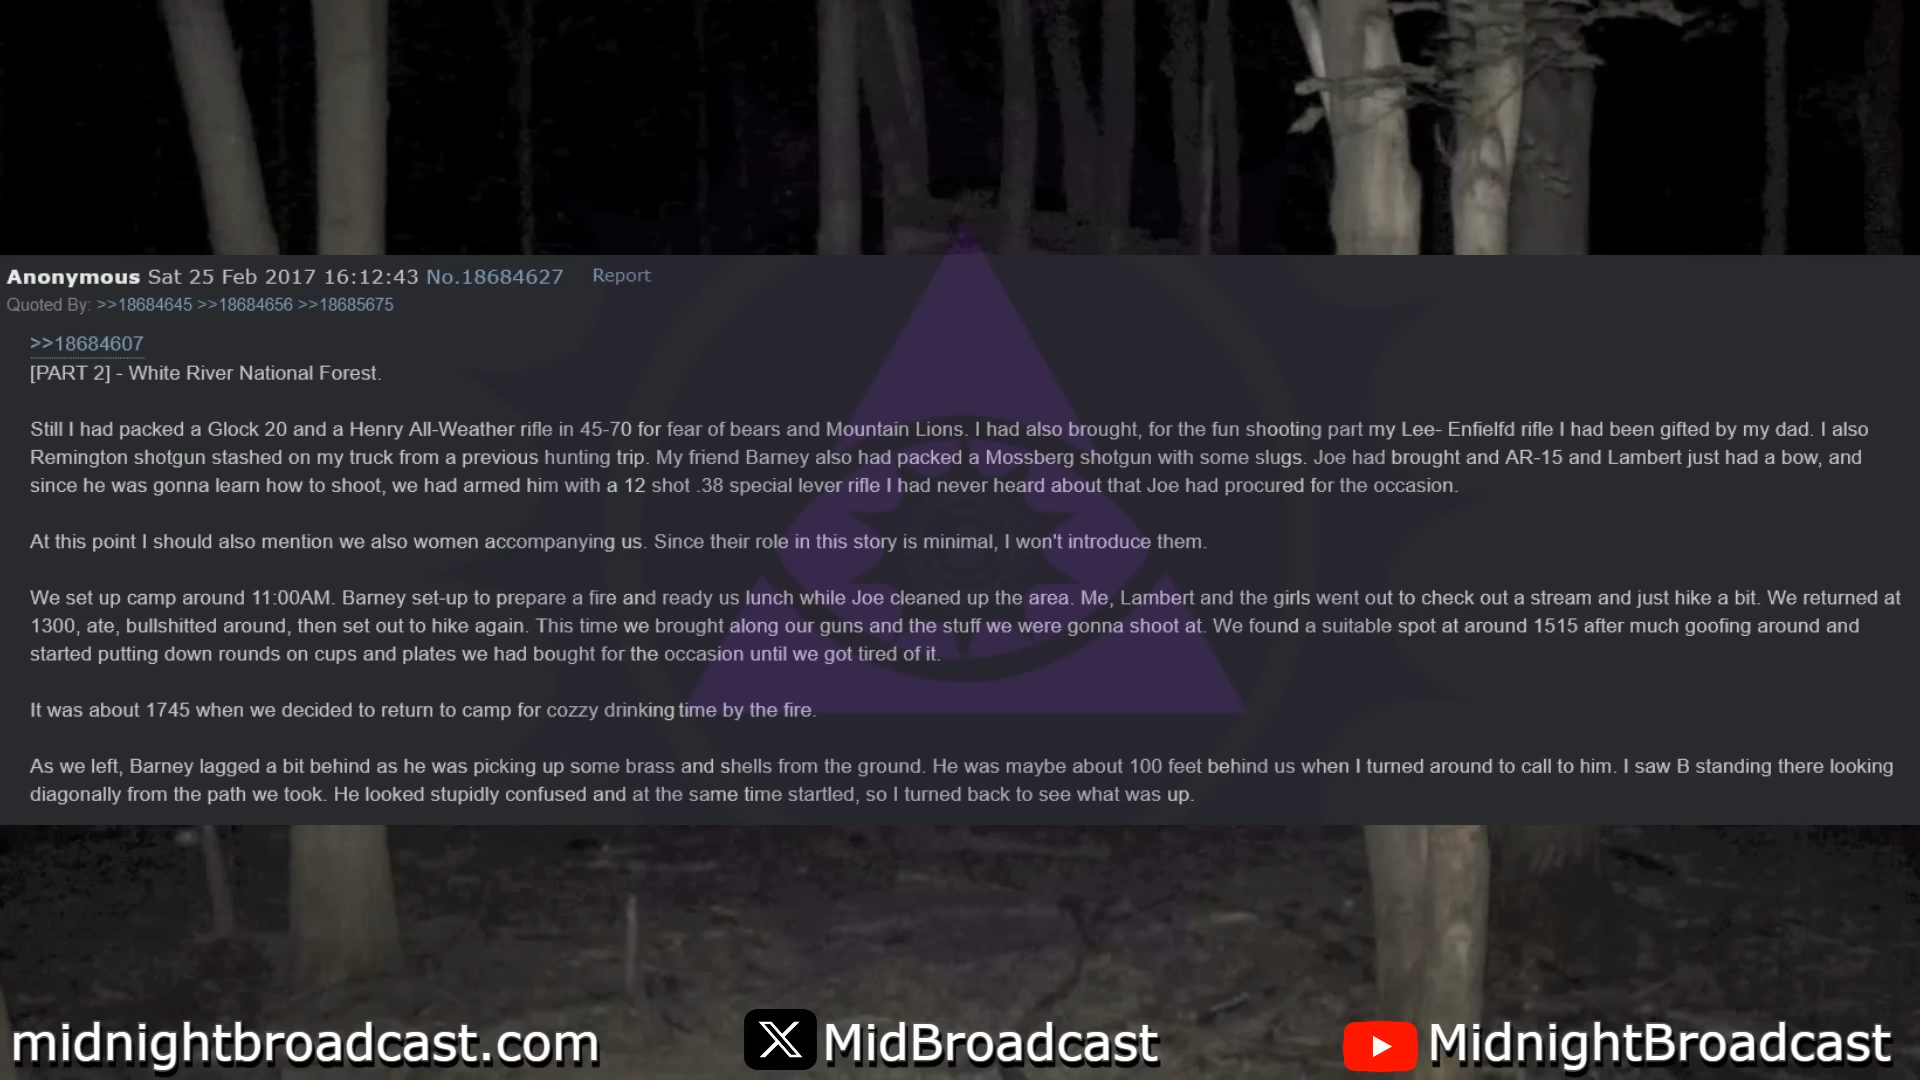 Anonymous Sat 25 Feb 2017 16:12:43 No.18684627 Report
Quoted By: >>18684645 >>18684656 >>18685675
>>18684607
[PART 2] - White River National Forest.
Still I had packed a Glock 20 and a Henry All-Weather rifle in 45-70 for fear of bears and Mountain Lions. I had also brought, for the fun shooting part my Lee- Enfielfd rifle I had been gifted by my dad. I also
Remington shotgun stashed on my truck from a previous hunting trip. My friend Barney also had packed a Mossberg shotgun with some slugs. Joe had brought and AR-15 and Lambert just had a bow, and
since he was gonna learn how to shoot, we had armed him with a 12 shot .38 special lever rifle I had never heard about that Joe had procured for the occasion.
At this point I should also mention we also women accompanying us. Since their role in this story is minimal, I won't introduce them.
We set up camp around 11:00AM. Barney set-up to prepare a fire and ready us lunch while Joe cleaned up the area. Me, Lambert and the girls went out to check out a stream and just hike a bit. We returned at
1300, ate, bullshitted around, then set out to hike again. This time we brought along our guns and the stuff we were gonna shoot at. We found a suitable spot at around 1515 after much goofing around and
started putting down rounds on cups and plates we had bought for the occasion until we got tired of it.
It was about 1745 when we decided to return to camp for cozzy drinking time by the fire.
As we left, Barney lagged a bit behind as he was picking up some brass and shells from the ground. He was maybe about 100 feet behind us when I turned around to call to him. I saw B standing there looking
diagonally from the path we took. He looked stupidly confused and at the same time startled, so I turned back to see what was up.
midnightbroadcast.com MidBroadcast MidnightBroadcast